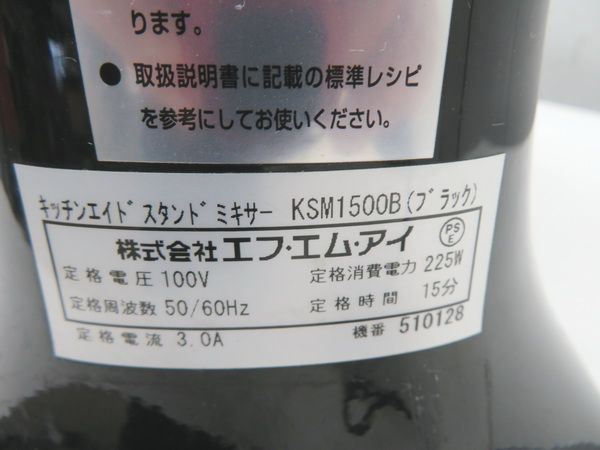 ります。
● 取扱説明書に記載の標準レシピ
を参考にしてお使いください。
ｷｯﾁﾝｴｲﾄﾞ ｽﾀﾝﾄﾞ ﾐｷｻｰ KSM1500B(ﾌﾞﾗｯｸ)
株式会社エフ・エム・アイ PSE
定格電圧 100V 定格消費電力 225W
定格周波数 50/60Hz 定格時間 15分
定格電流 3.0A 機番 510128